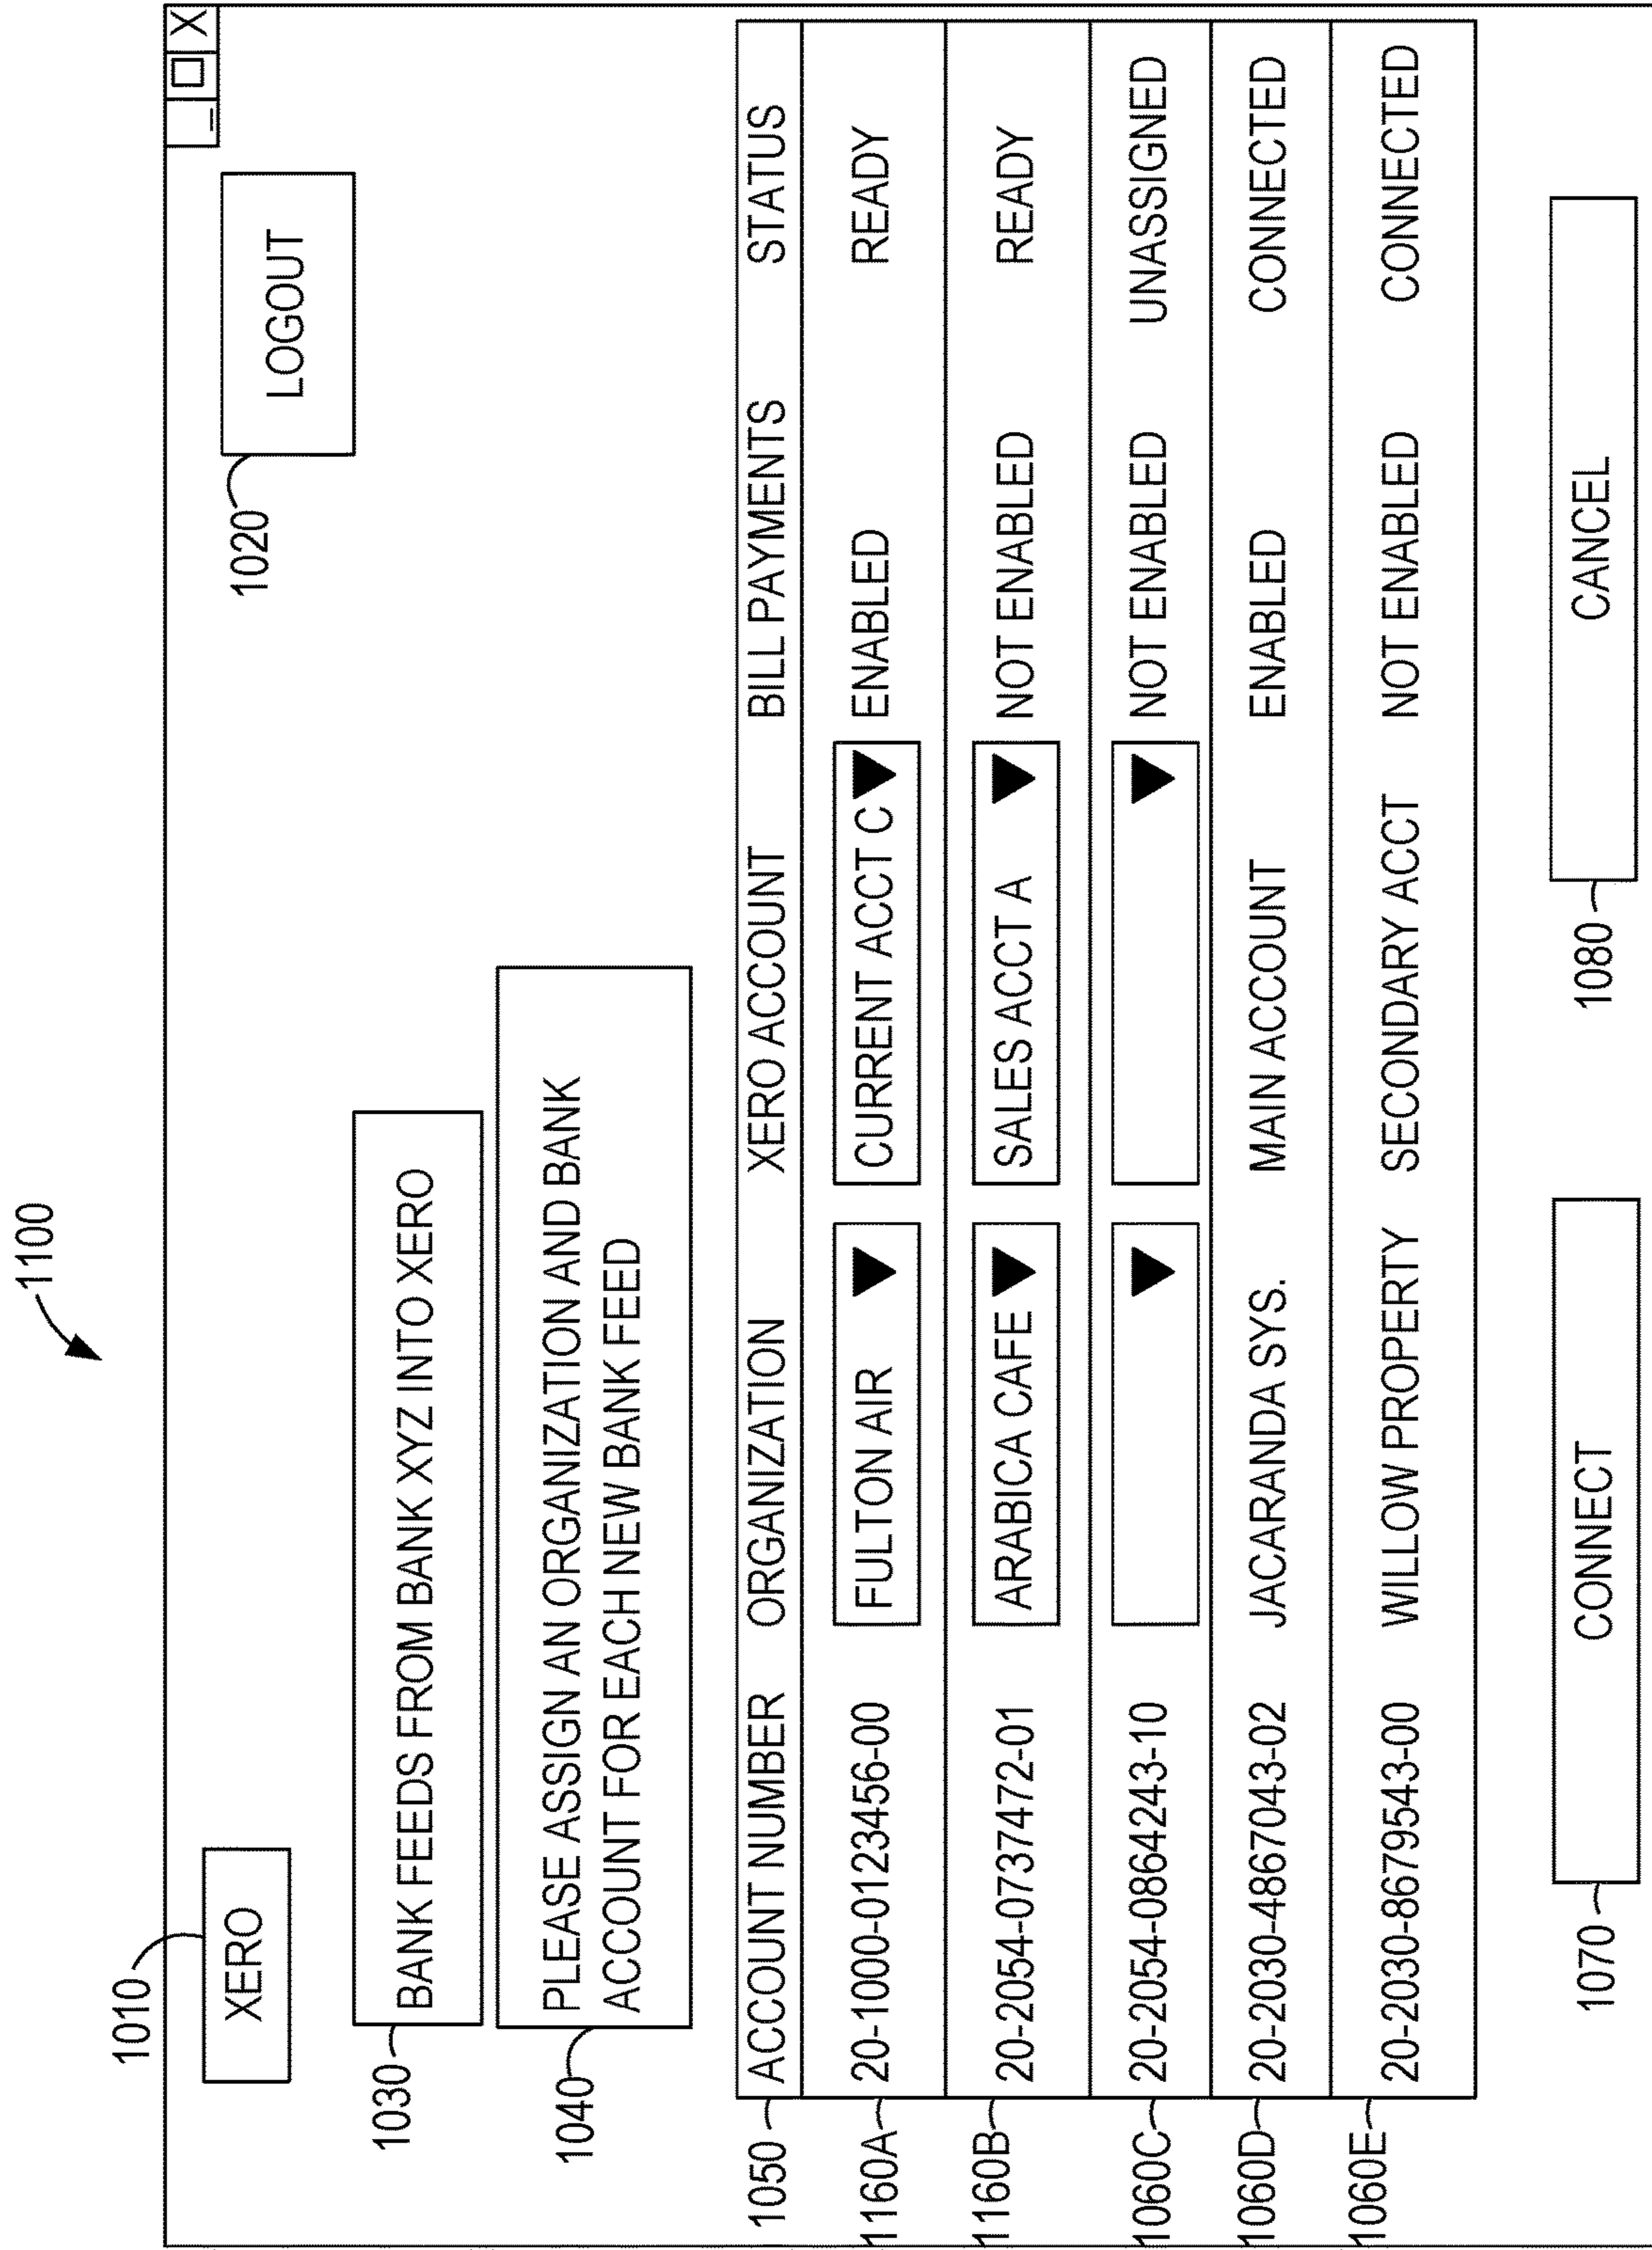 1100
_ X
1010
XERO
1020
LOGOUT
1030
BANK FEEDS FROM BANK XYZ INTO XERO
1040
PLEASE ASSIGN AN ORGANIZATION AND BANK
ACCOUNT FOR EACH NEW BANK FEED
1050 ACCOUNT NUMBER ORGANIZATION XERO ACCOUNT BILL PAYMENTS STATUS
1160A 20-1000-0123456-00 FULTON AIR CURRENT ACCT C ENABLED READY
1160B 20-2054-0737472-01 ARABICA CAFE SALES ACCT A NOT ENABLED READY
1060C 20-2054-0864243-10 NOT ENABLED UNASSIGNED
1060D 20-2030-4867043-02 JACARANDA SYS. MAIN ACCOUNT ENABLED CONNECTED
1060E 20-2030-8679543-00 WILLOW PROPERTY SECONDARY ACCT NOT ENABLED CONNECTED
1070 CONNECT 1080 CANCEL